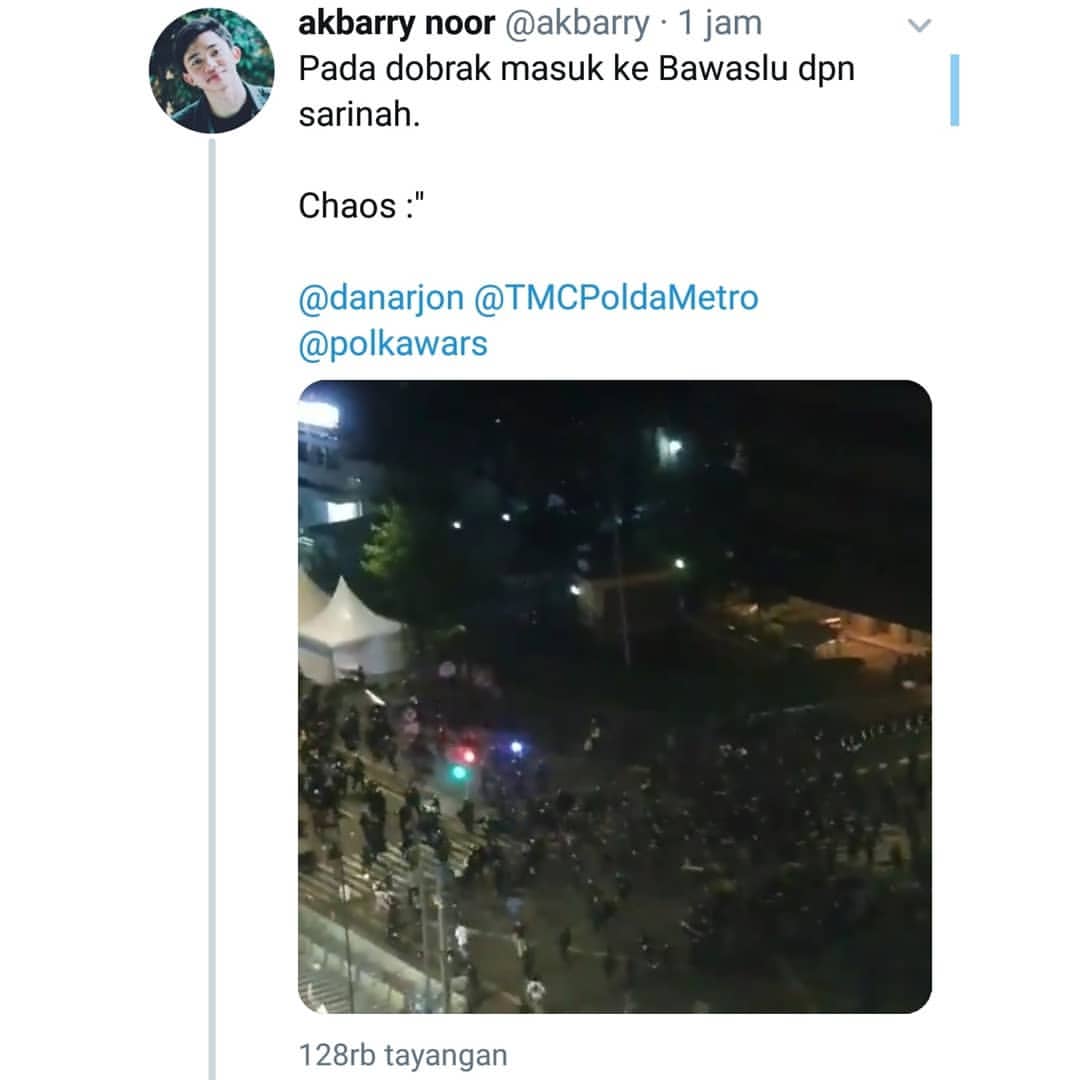 akbarry noor @akbarry · 1 jam
Pada dobrak masuk ke Bawaslu dpn
sarinah.
Chaos :"
@danarjon @TMCPoldaMetro
@polkawars
128rb tayangan